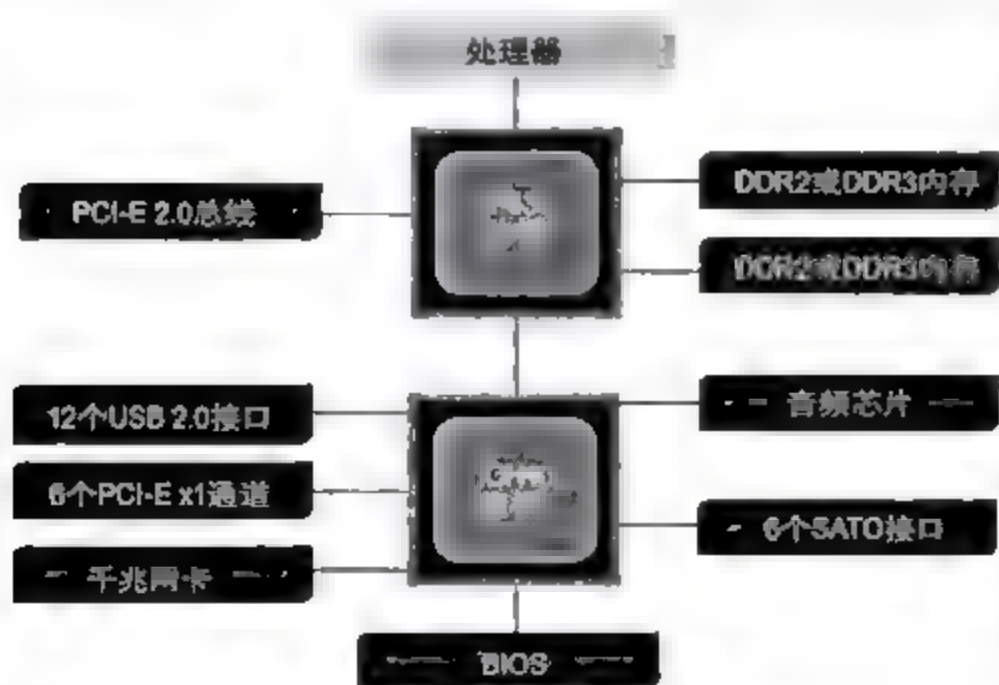 处理器
PCI-E 2.0总线
DDR2或DDR3内存
DDR2或DDR3内存
12个USB 2.0接口
6个PCI-E x1通道
千兆网卡
音频芯片
6个SATO接口
BIOS